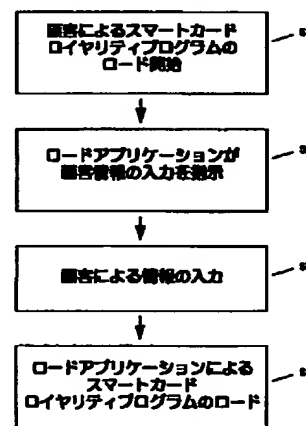 顧客によるスマートカード
ロイヤリティプログラムの
ロード開始
ロードアプリケーションが
顧客情報の入力を指示
顧客による情報の入力
ロードアプリケーションによる
スマートカード
ロイヤリティプログラムのロード